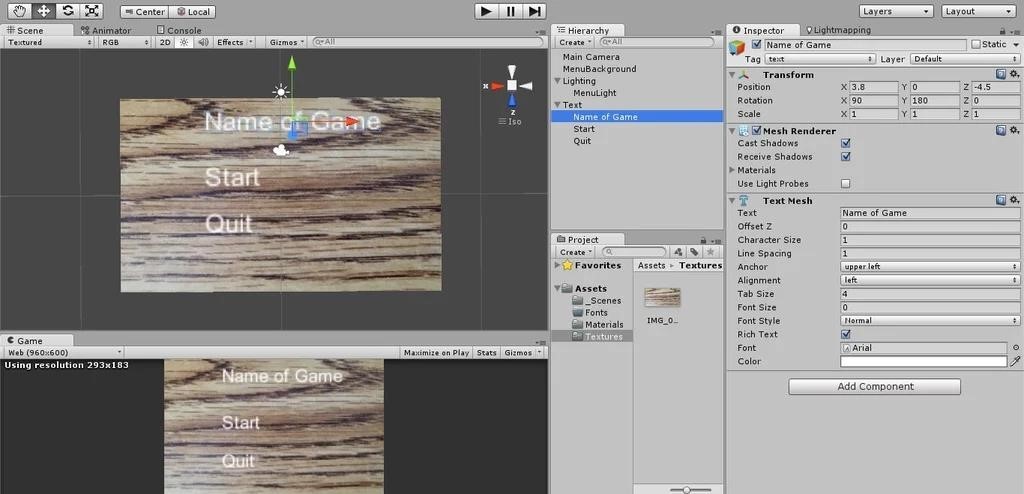 Center Local
Layers Layout
Scene Animator Console
Textured RGB 2D Effects Gizmos All
x
z
Iso
Name of Game
Start
Quit
Game
Web (960x600) Maximize on Play Stats Gizmos
Using resolution 293x183
Name of Game
Start
Quit
Hierarchy
Create All
Main Camera
MenuBackground
Lighting
MenuLight
Text
Name of Game
Start
Quit
Project
Create
Favorites
Assets
_Scenes
Fonts
Materials
Textures
Assets Textures
IMG_0...
Inspector Lightmapping
Name of Game Static
Tag text Layer Default
Transform
Position X 3.8 Y 0 Z -4.5
Rotation X 90 Y 180 Z 0
Scale X 1 Y 1 Z 1
Mesh Renderer
Cast Shadows
Receive Shadows
Materials
Use Light Probes
Text Mesh
Text Name of Game
Offset Z 0
Character Size 1
Line Spacing 1
Anchor upper left
Alignment left
Tab Size 4
Font Size 0
Font Style Normal
Rich Text
Font Arial
Color
Add Component